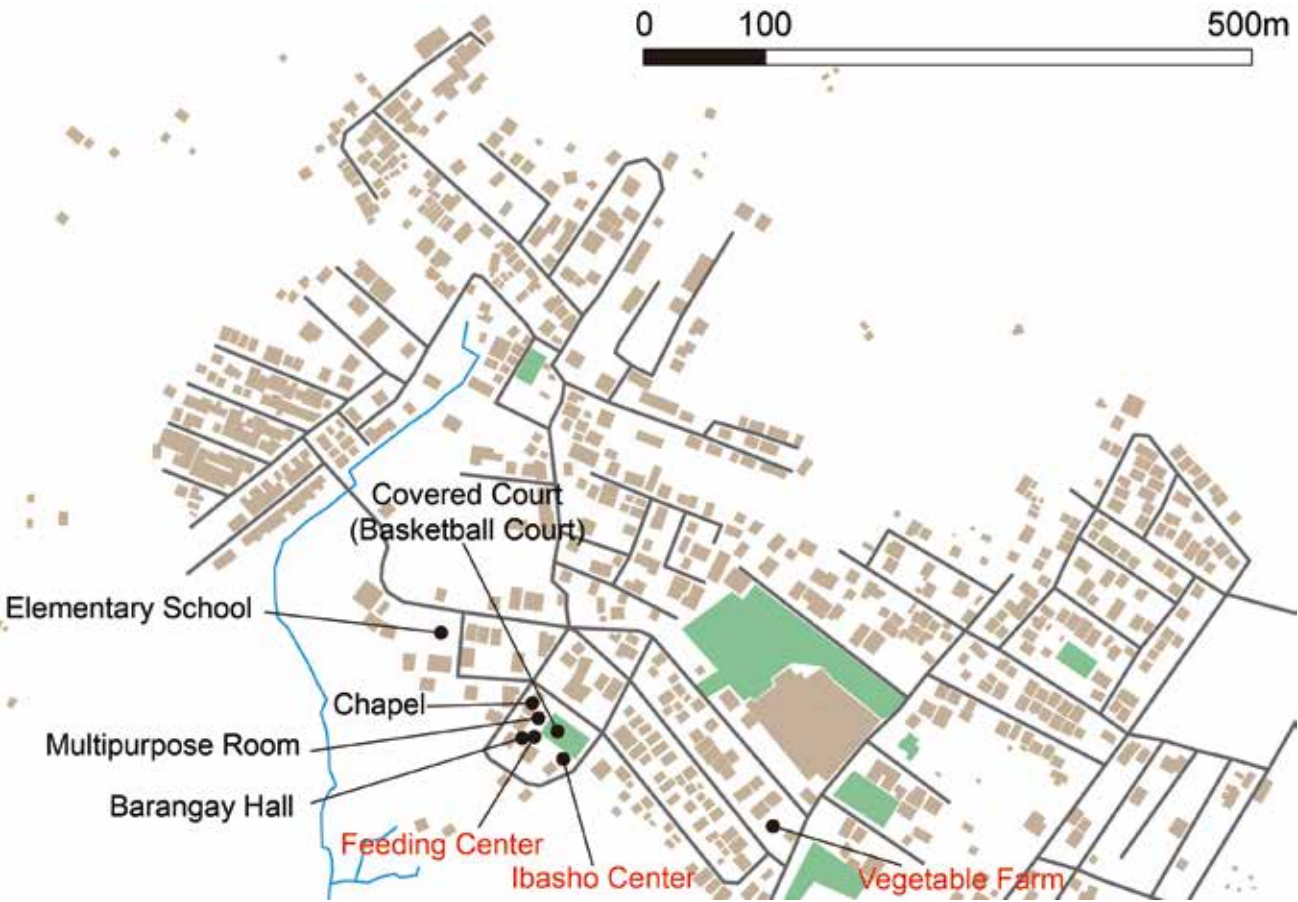 0 100 500m
Covered Court
(Basketball Court)
Elementary School
Chapel
Multipurpose Room
Barangay Hall
Feeding Center
Ibasho Center
Vegetable Farm